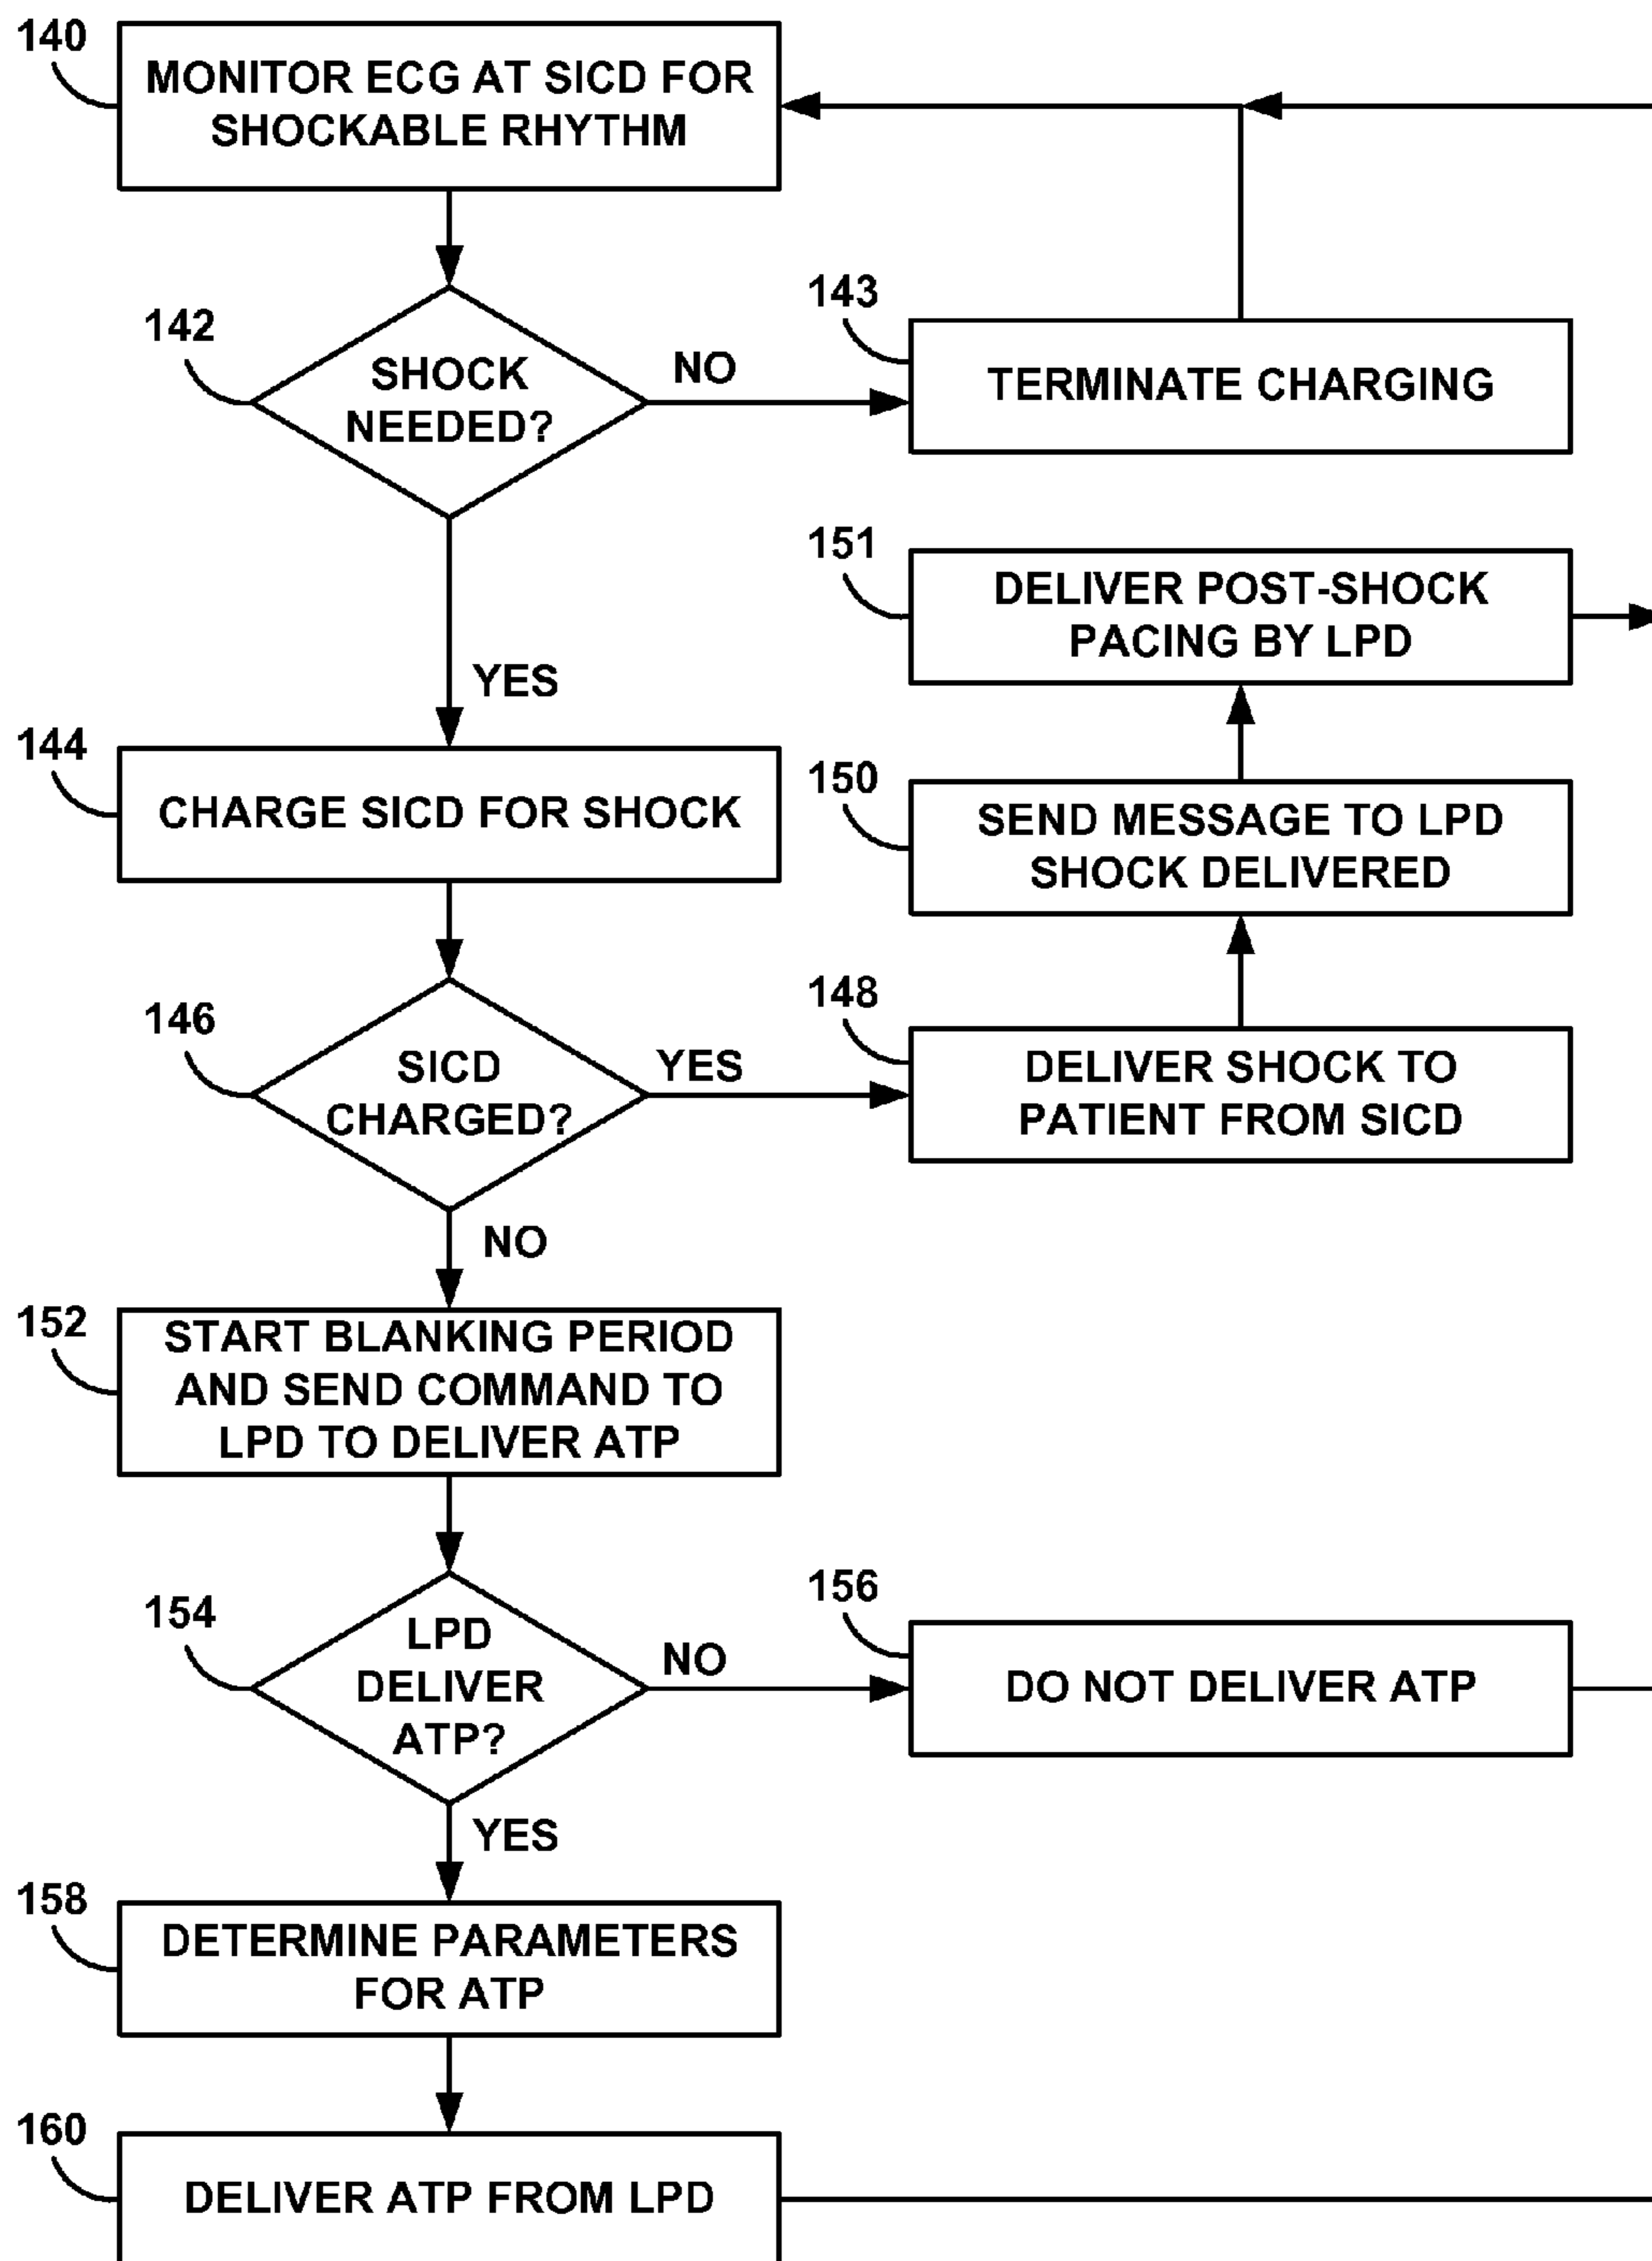 140
MONITOR ECG AT SICD FOR
SHOCKABLE RHYTHM
142
SHOCK
NEEDED?
NO
143
TERMINATE CHARGING
YES
151
DELIVER POST-SHOCK
PACING BY LPD
144
CHARGE SICD FOR SHOCK
150
SEND MESSAGE TO LPD
SHOCK DELIVERED
146
SICD
CHARGED?
YES
148
DELIVER SHOCK TO
PATIENT FROM SICD
NO
152
START BLANKING PERIOD
AND SEND COMMAND TO
LPD TO DELIVER ATP
154
LPD
DELIVER
ATP?
NO
156
DO NOT DELIVER ATP
YES
158
DETERMINE PARAMETERS
FOR ATP
160
DELIVER ATP FROM LPD